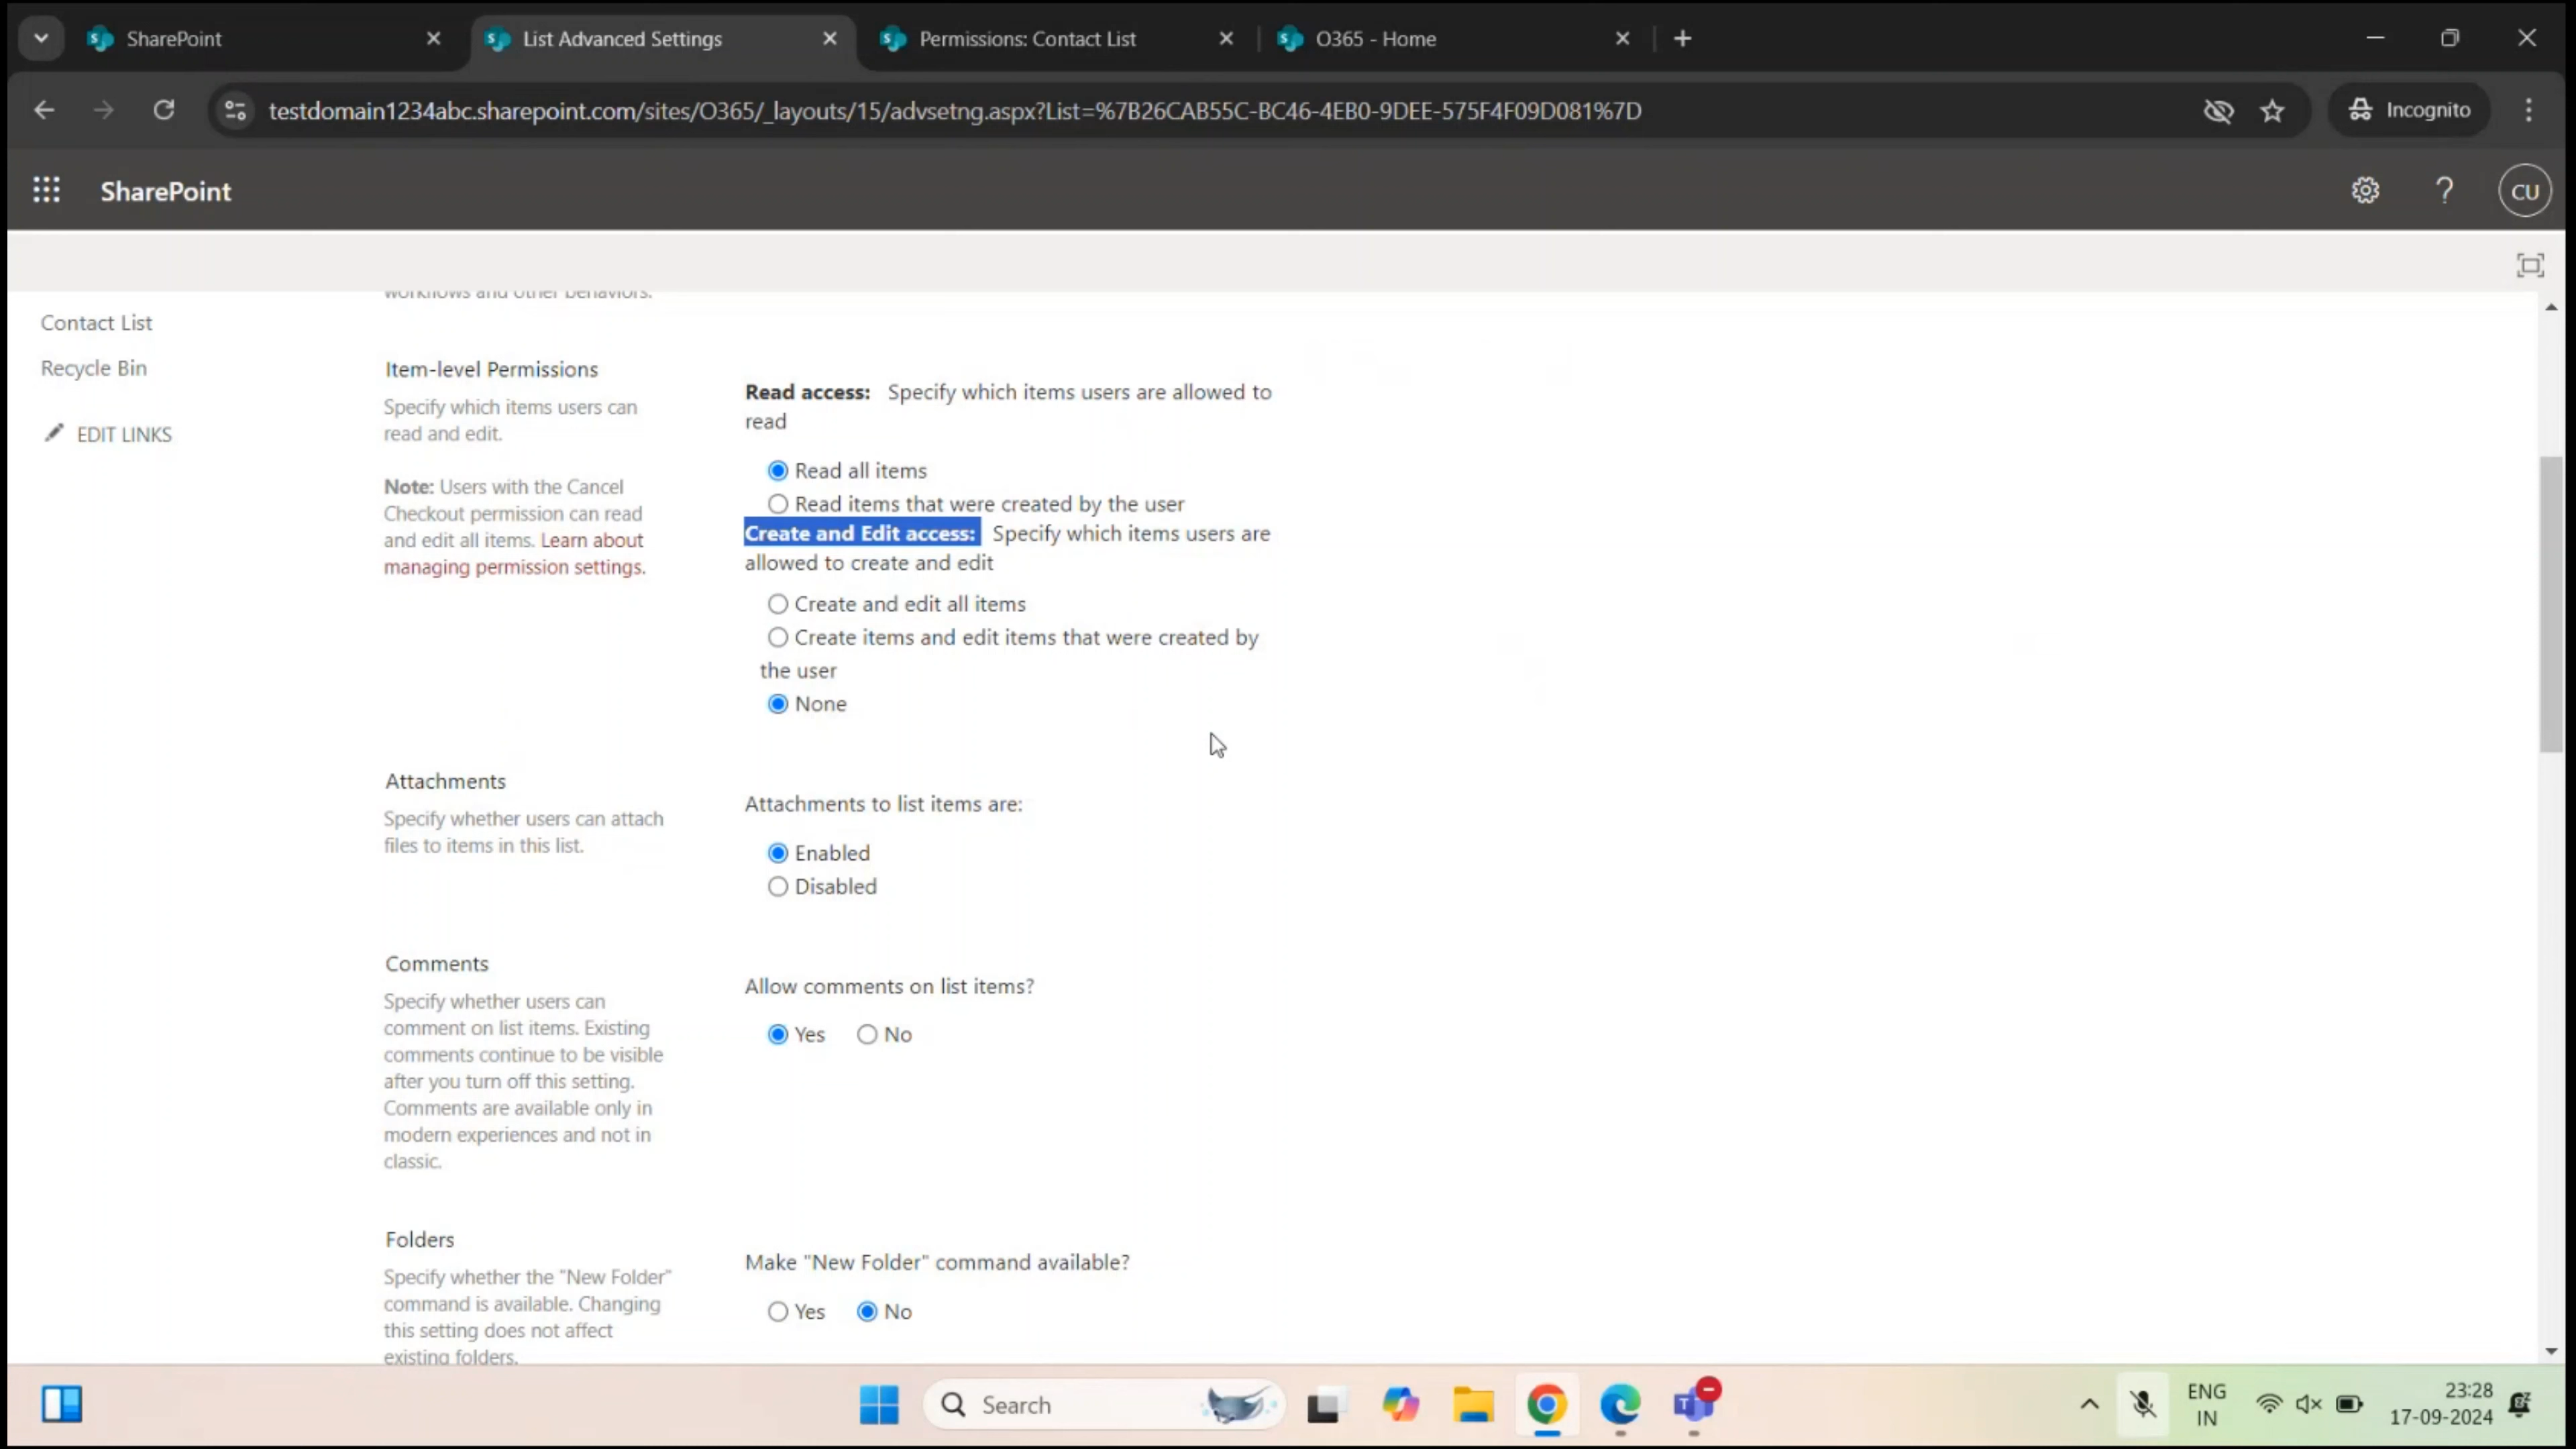 SharePoint
List Advanced Settings
Permissions: Contact List
O365 - Home
testdomain1234abc.sharepoint.com/sites/O365/_layouts/15/advsetng.aspx?List=%7B26CAB55C-BC46-4EB0-9DEE-575F4F09D081%7D
Incognito
SharePoint
CU
workflows and other behaviors.
Contact List
Recycle Bin
EDIT LINKS
Item-level Permissions
Specify which items users can
read and edit.
Note: Users with the Cancel
Checkout permission can read
and edit all items. Learn about
managing permission settings.
Read access: Specify which items users are allowed to
read
Read all items
Read items that were created by the user
Create and Edit access: Specify which items users are
allowed to create and edit
Create and edit all items
Create items and edit items that were created by
the user
None
Attachments
Specify whether users can attach
files to items in this list.
Attachments to list items are:
Enabled
Disabled
Comments
Specify whether users can
comment on list items. Existing
comments continue to be visible
after you turn off this setting.
Comments are available only in
modern experiences and not in
classic.
Allow comments on list items?
Yes No
Folders
Specify whether the "New Folder"
command is available. Changing
this setting does not affect
existing folders.
Make "New Folder" command available?
Yes No
Search
ENG
IN
23:28
17-09-2024